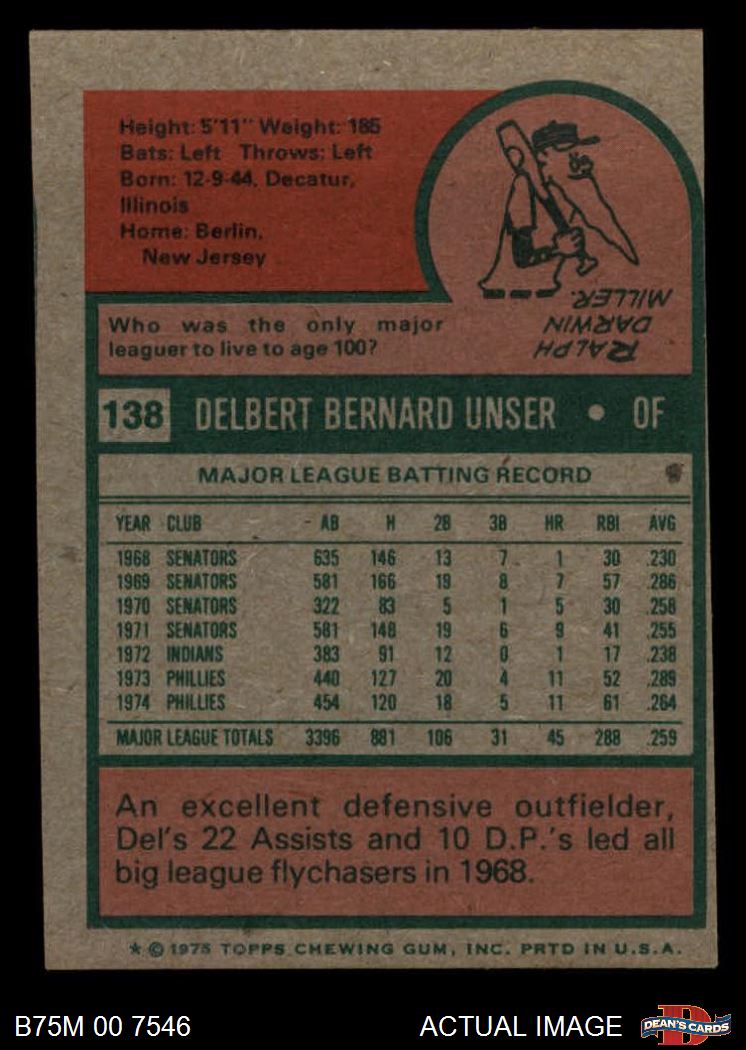 Height: 5'11" Weight: 185
Bats: Left Throws: Left
Born: 12-9-44, Decatur,
Illinois
Home: Berlin,
New Jersey
Who was the only major
leaguer to live to age 100?
RALPH
DARWIN
MILLER.
138 DELBERT BERNARD UNSER • OF
MAJOR LEAGUE BATTING RECORD
YEAR CLUB AB H 2B 3B HR RBI AVG
1968 SENATORS 635 146 13 7 1 30 .230
1969 SENATORS 581 166 19 8 7 57 .286
1970 SENATORS 322 83 5 1 5 30 .258
1971 SENATORS 581 148 19 6 9 41 .255
1972 INDIANS 383 91 12 0 1 17 .238
1973 PHILLIES 440 127 20 4 11 52 .289
1974 PHILLIES 454 120 18 5 11 61 .264
MAJOR LEAGUE TOTALS 3396 881 106 31 45 288 .259
An excellent defensive outfielder,
Del's 22 Assists and 10 D.P.'s led all
big league flychasers in 1968.
★ © 1975 TOPPS CHEWING GUM, INC. PRTD IN U.S.A.
B75M 00 7546 ACTUAL IMAGE DEAN'S CARDS